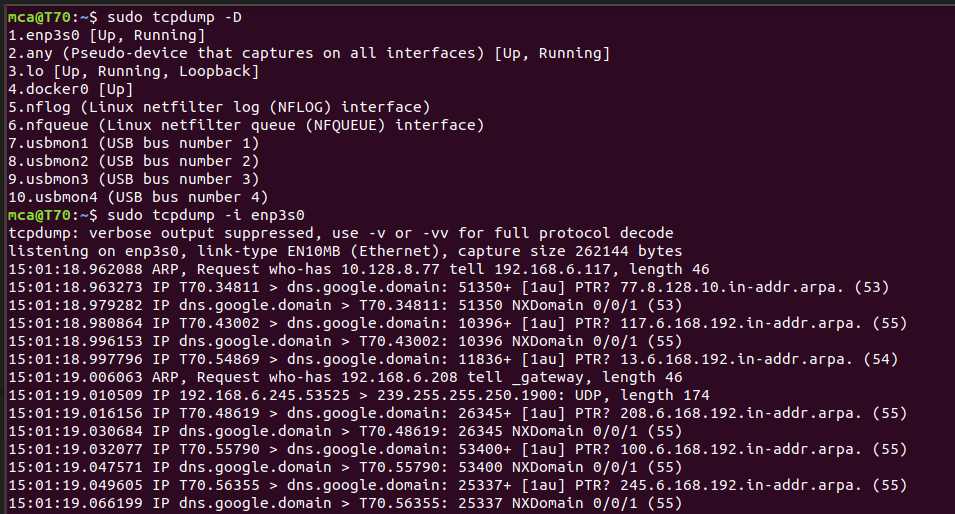 mca@T70:~$ sudo tcpdump -D
1.enp3s0 [Up, Running]
2.any (Pseudo-device that captures on all interfaces) [Up, Running]
3.lo [Up, Running, Loopback]
4.docker0 [Up]
5.nflog (Linux netfilter log (NFLOG) interface)
6.nfqueue (Linux netfilter queue (NFQUEUE) interface)
7.usbmon1 (USB bus number 1)
8.usbmon2 (USB bus number 2)
9.usbmon3 (USB bus number 3)
10.usbmon4 (USB bus number 4)
mca@T70:~$ sudo tcpdump -i enp3s0
tcpdump: verbose output suppressed, use -v or -vv for full protocol decode
listening on enp3s0, link-type EN10MB (Ethernet), capture size 262144 bytes
15:01:18.962088 ARP, Request who-has 10.128.8.77 tell 192.168.6.117, length 46
15:01:18.963273 IP T70.34811 > dns.google.domain: 51350+ [1au] PTR? 77.8.128.10.in-addr.arpa. (53)
15:01:18.979282 IP dns.google.domain > T70.34811: 51350 NXDomain 0/0/1 (53)
15:01:18.980864 IP T70.43002 > dns.google.domain: 10396+ [1au] PTR? 117.6.168.192.in-addr.arpa. (55)
15:01:18.996153 IP dns.google.domain > T70.43002: 10396 NXDomain 0/0/1 (55)
15:01:18.997796 IP T70.54869 > dns.google.domain: 11836+ [1au] PTR? 13.6.168.192.in-addr.arpa. (54)
15:01:19.006063 ARP, Request who-has 192.168.6.208 tell _gateway, length 46
15:01:19.010509 IP 192.168.6.245.53525 > 239.255.255.250.1900: UDP, length 174
15:01:19.016156 IP T70.48619 > dns.google.domain: 26345+ [1au] PTR? 208.6.168.192.in-addr.arpa. (55)
15:01:19.030684 IP dns.google.domain > T70.48619: 26345 NXDomain 0/0/1 (55)
15:01:19.032077 IP T70.55790 > dns.google.domain: 53400+ [1au] PTR? 100.6.168.192.in-addr.arpa. (55)
15:01:19.047571 IP dns.google.domain > T70.55790: 53400 NXDomain 0/0/1 (55)
15:01:19.049605 IP T70.56355 > dns.google.domain: 25337+ [1au] PTR? 245.6.168.192.in-addr.arpa. (55)
15:01:19.066199 IP dns.google.domain > T70.56355: 25337 NXDomain 0/0/1 (55)